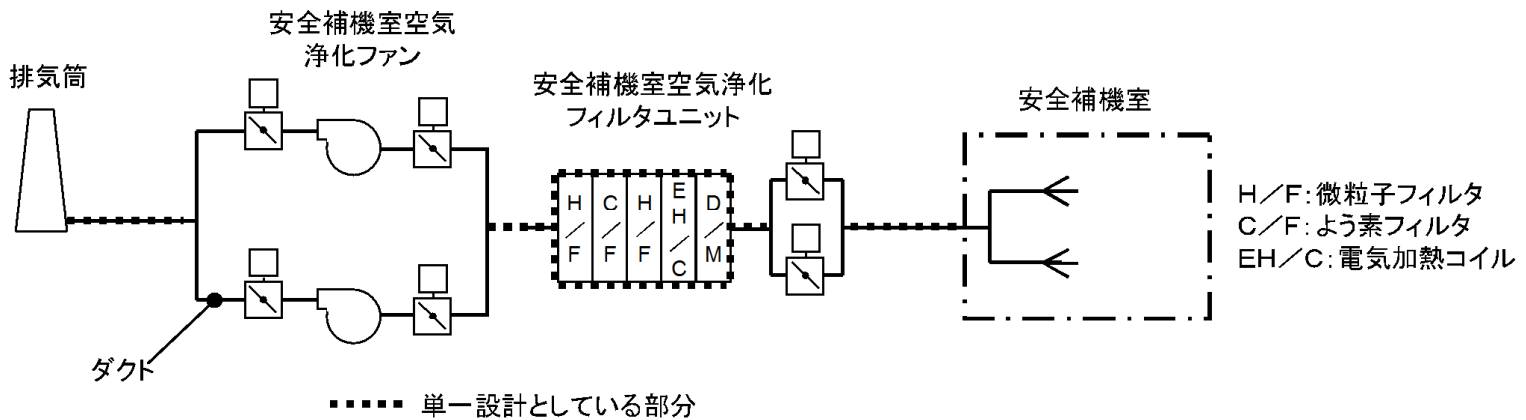 安全補機室空気
浄化ファン
排気筒
安全補機室空気浄化
フィルタユニット
安全補機室
H/F
C/F
H/F
EH/C
D/M
H/F:微粒子フィルタ
C/F:よう素フィルタ
EH/C:電気加熱コイル
ダクト
単一設計としている部分